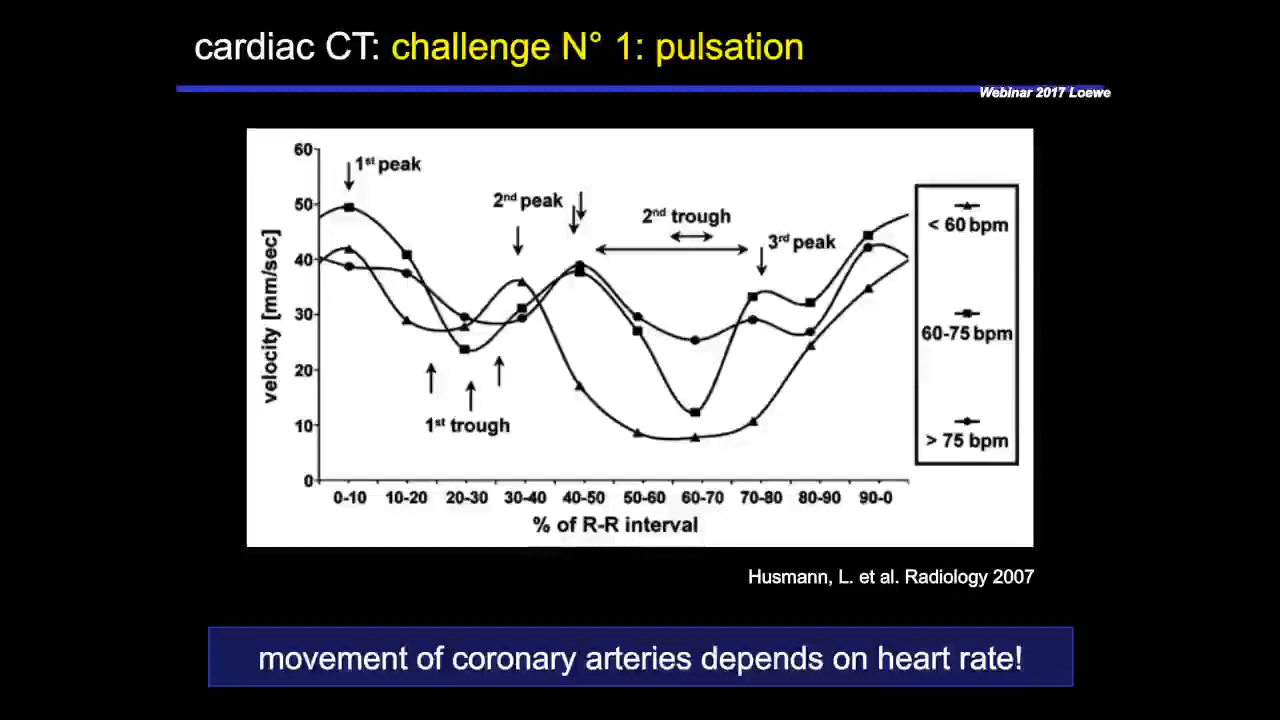 cardiac CT: challenge N° 1: pulsation
Webinar 2017 Loewe
60
50
40
30
20
10
0
velocity [mm/sec]
1st peak
2nd peak
2nd trough
3rd peak
1st trough
0-10 10-20 20-30 30-40 40-50 50-60 60-70 70-80 80-90 90-0
% of R-R interval
< 60 bpm
60-75 bpm
> 75 bpm
Husmann, L. et al. Radiology 2007
movement of coronary arteries depends on heart rate!